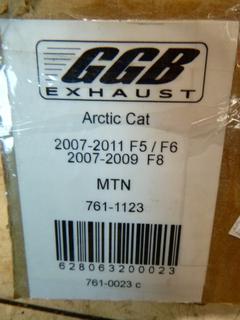 GGB
EXHAUST
Arctic Cat
2007-2011 F5 / F6
2007-2009 F8
MTN
761-1123
628063200023
761-0023 c